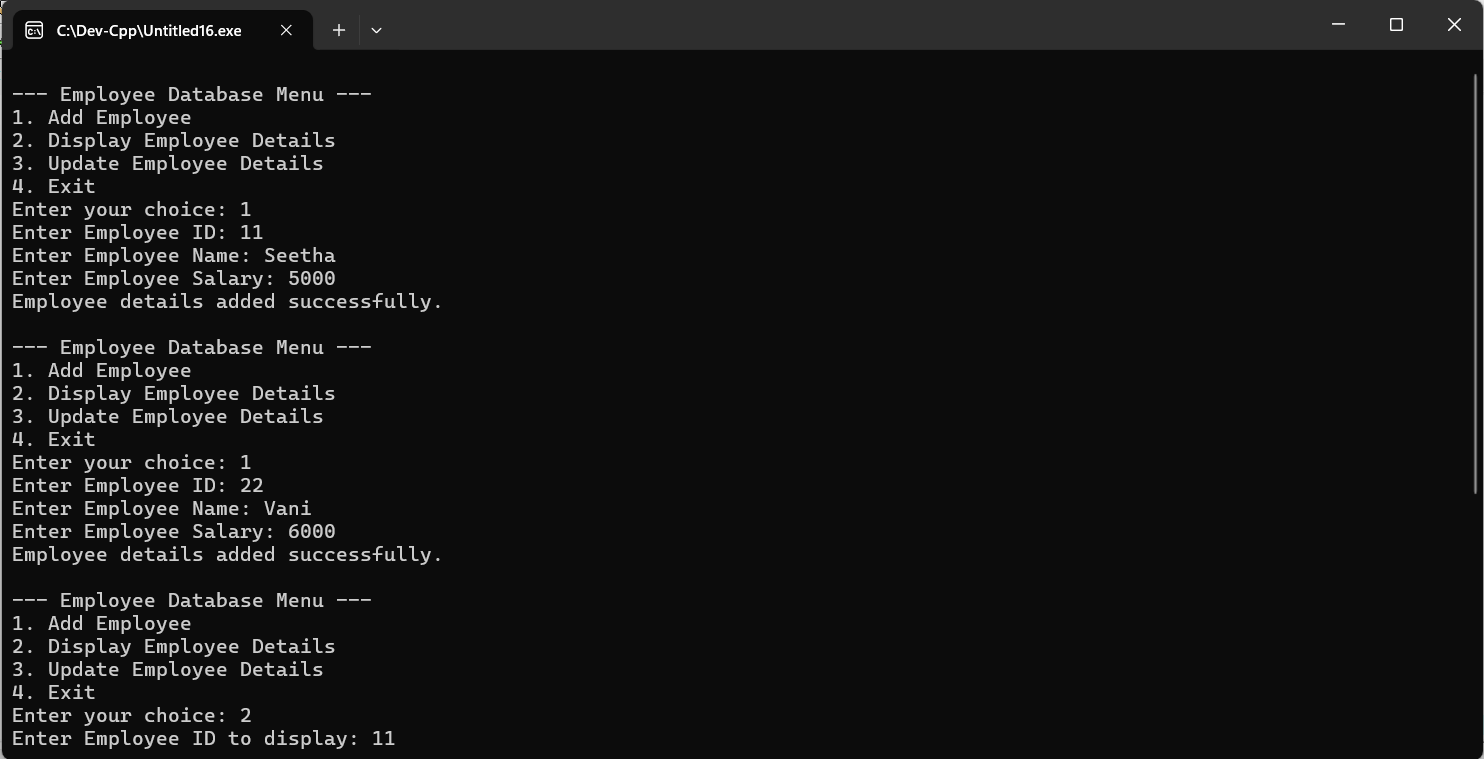 C:\Dev-Cpp\Untitled16.exe
--- Employee Database Menu ---
1. Add Employee
2. Display Employee Details
3. Update Employee Details
4. Exit
Enter your choice: 1
Enter Employee ID: 11
Enter Employee Name: Seetha
Enter Employee Salary: 5000
Employee details added successfully.
--- Employee Database Menu ---
1. Add Employee
2. Display Employee Details
3. Update Employee Details
4. Exit
Enter your choice: 1
Enter Employee ID: 22
Enter Employee Name: Vani
Enter Employee Salary: 6000
Employee details added successfully.
--- Employee Database Menu ---
1. Add Employee
2. Display Employee Details
3. Update Employee Details
4. Exit
Enter your choice: 2
Enter Employee ID to display: 11